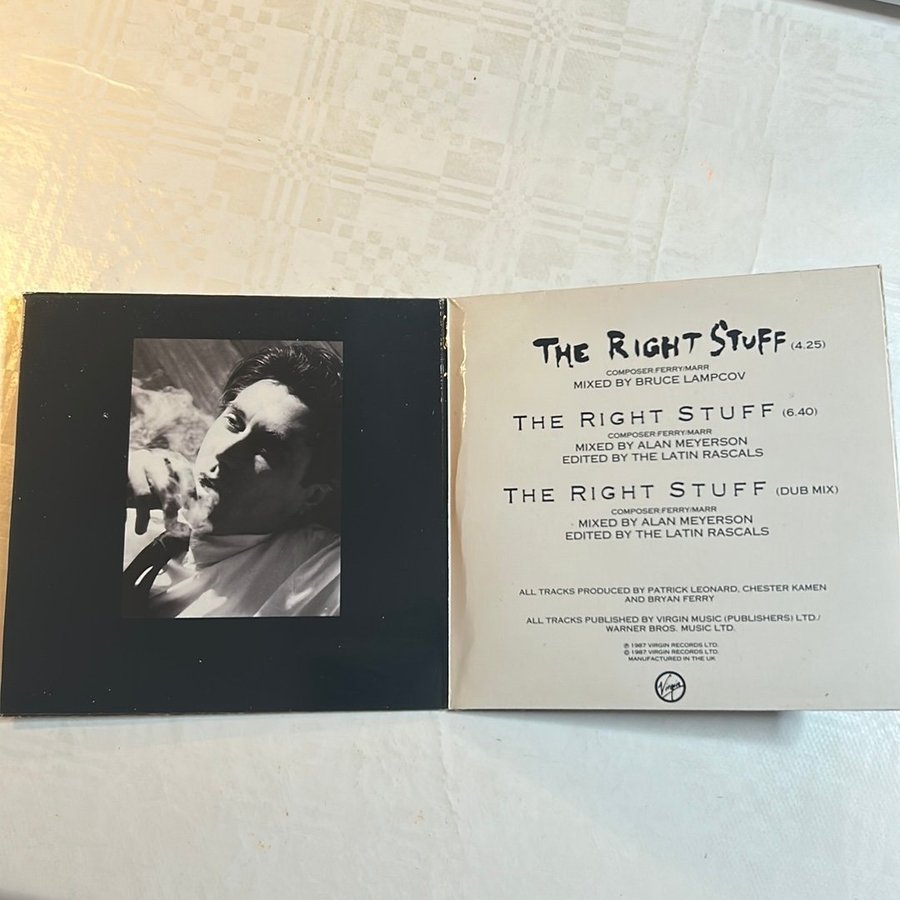 THE RIGHT STUFF (4.25)
COMPOSER:FERRY/MARR
MIXED BY BRUCE LAMPCOV
THE RIGHT STUFF (6.40)
COMPOSER:FERRY/MARR
MIXED BY ALAN MEYERSON
EDITED BY THE LATIN RASCALS
THE RIGHT STUFF (DUB MIX)
COMPOSER:FERRY/MARR
MIXED BY ALAN MEYERSON
EDITED BY THE LATIN RASCALS
ALL TRACKS PRODUCED BY PATRICK LEONARD, CHESTER KAMEN
AND BRYAN FERRY
ALL TRACKS PUBLISHED BY VIRGIN MUSIC (PUBLISHERS) LTD./
WARNER BROS. MUSIC LTD.
℗ 1987 VIRGIN RECORDS LTD.
© 1987 VIRGIN RECORDS LTD.
MANUFACTURED IN THE UK
Virgin